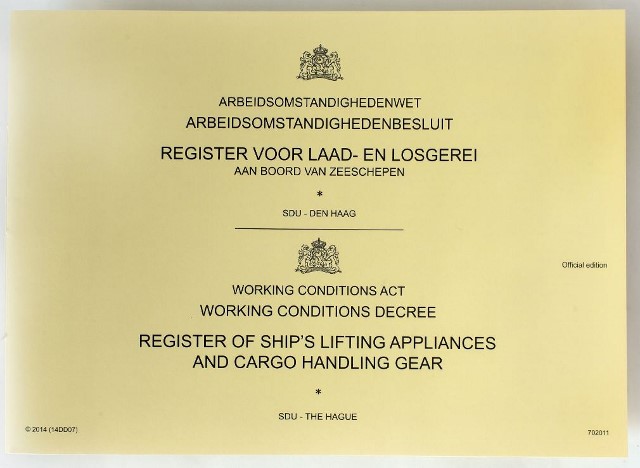 ARBEIDSOMSTANDIGHEDENWET
ARBEIDSOMSTANDIGHEDENBESLUIT
REGISTER VOOR LAAD- EN LOSGEREI
AAN BOORD VAN ZEESCHEPEN
*
SDU - DEN HAAG
Official edition
WORKING CONDITIONS ACT
WORKING CONDITIONS DECREE
REGISTER OF SHIP'S LIFTING APPLIANCES
AND CARGO HANDLING GEAR
*
SDU - THE HAGUE
© 2014 (14DD07)
702011